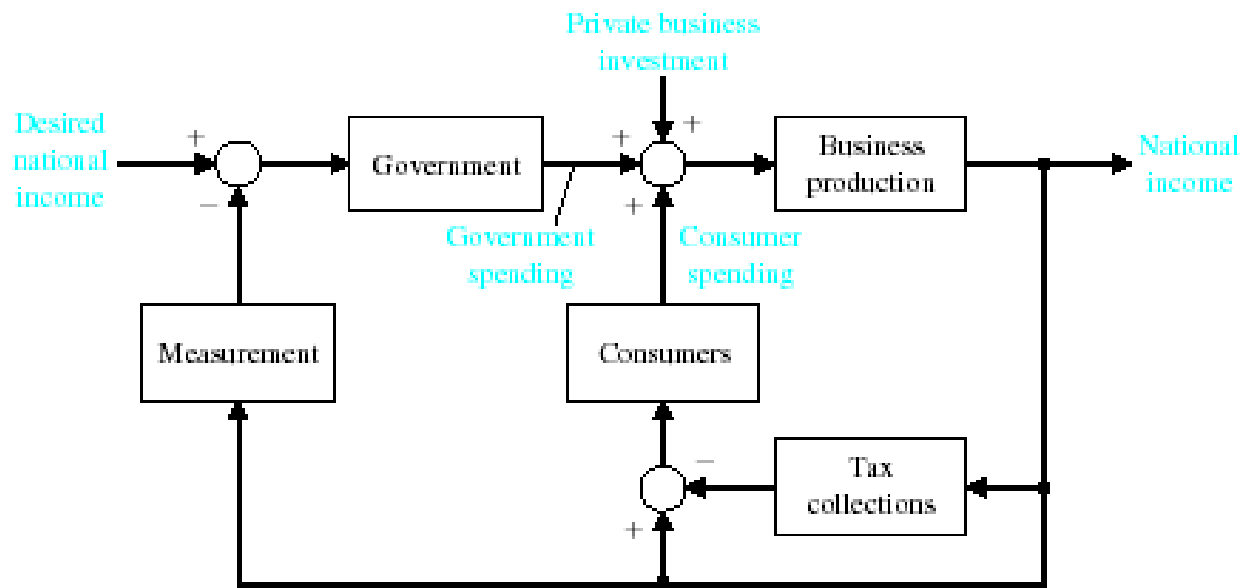 Private business
investment
Desired
national
income
+
−
Government
+
+
+
Business
production
National
income
Government
spending
Consumer
spending
Measurement
Consumers
−
+
Tax
collections